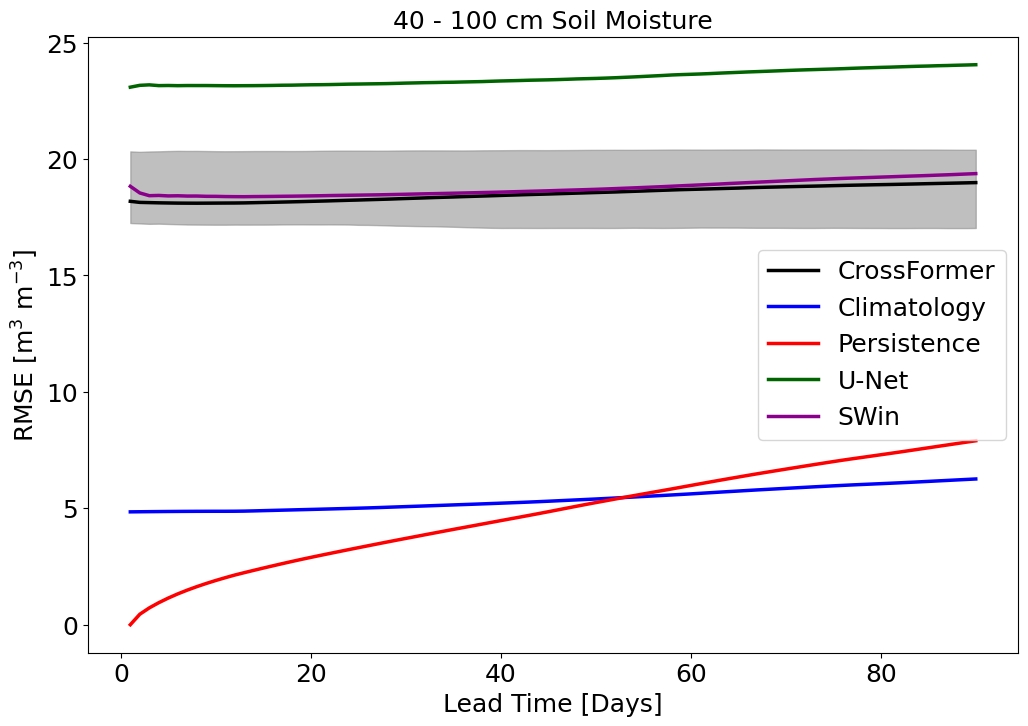 40 - 100 cm Soil Moisture
RMSE [m³ m⁻³]
25
20
15
10
5
0
CrossFormer
Climatology
Persistence
U-Net
SWin
0 20 40 60 80
Lead Time [Days]